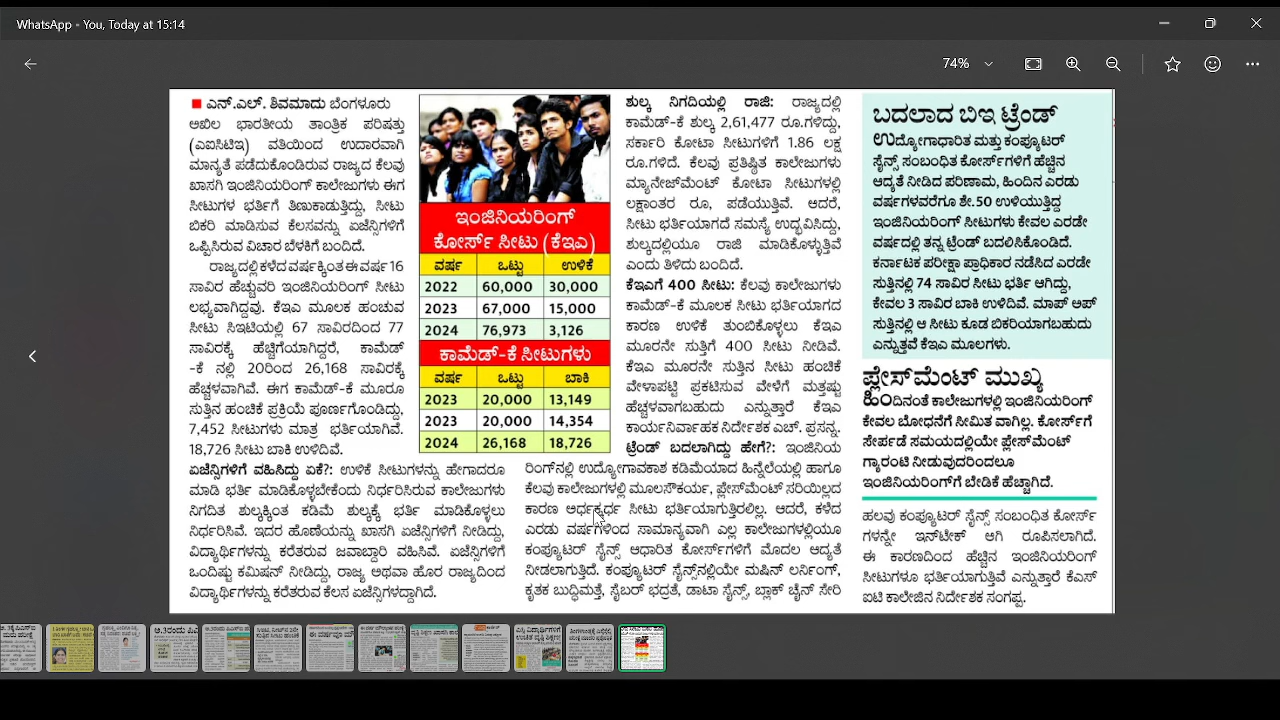 WhatsApp - You, Today at 15:14
74%
■ ಎನ್.ಎಲ್. ಶಿವಮಾದು ಬೆಂಗಳೂರು
ಅಖಿಲ ಭಾರತೀಯ ತಾಂತ್ರಿಕ ಪರಿಷತ್ತು
(ಎಐಸಿಟಿಇ) ವತಿಯಿಂದ ಉದಾರವಾಗಿ
ಮಾನ್ಯತೆ ಪಡೆದುಕೊಂಡಿರುವ ರಾಜ್ಯದ ಕೆಲವು
ಖಾಸಗಿ ಇಂಜಿನಿಯರಿಂಗ್ ಕಾಲೇಜುಗಳು ಈಗ
ಸೀಟುಗಳ ಭರ್ತಿಗೆ ತಿಣುಕಾಡುತ್ತಿದ್ದು, ಸೀಟು
ಬಿಕರಿ ಮಾಡಿಸುವ ಕೆಲಸವನ್ನು ಏಜೆನ್ಸಿಗಳಿಗೆ
ಒಪ್ಪಿಸಿರುವ ವಿಚಾರ ಬೆಳಕಿಗೆ ಬಂದಿದೆ.
ರಾಜ್ಯದಲ್ಲಿ ಕಳೆದ ವರ್ಷಕ್ಕಿಂತ ಈ ವರ್ಷ 16
ಸಾವಿರ ಹೆಚ್ಚುವರಿ ಇಂಜಿನಿಯರಿಂಗ್ ಸೀಟು
ಲಭ್ಯವಾಗಿದ್ದವು. ಕೆಇಎ ಮೂಲಕ ಹಂಚುವ
ಸೀಟು ಸಿಇಟಿಯಲ್ಲಿ 67 ಸಾವಿರದಿಂದ 77
ಸಾವಿರಕ್ಕೆ ಹೆಚ್ಚಿಗೆಯಾಗಿದ್ದರೆ, ಕಾಮೆಡ್
-ಕೆ ನಲ್ಲಿ 20ರಿಂದ 26,168 ಸಾವಿರಕ್ಕೆ
ಹೆಚ್ಚಳವಾಗಿವೆ. ಈಗ ಕಾಮೆಡ್-ಕೆ ಮೂರೂ
ಸುತ್ತಿನ ಹಂಚಿಕೆ ಪ್ರಕ್ರಿಯೆ ಪೂರ್ಣಗೊಂಡಿದ್ದು,
7,452 ಸೀಟುಗಳು ಮಾತ್ರ ಭರ್ತಿಯಾಗಿವೆ.
18,726 ಸೀಟು ಬಾಕಿ ಉಳಿದಿವೆ.
ಏಜೆನ್ಸಿಗಳಿಗೆ ವಹಿಸಿದ್ದು ಏಕೆ?: ಉಳಿಕೆ ಸೀಟುಗಳನ್ನು ಹೇಗಾದರೂ
ಮಾಡಿ ಭರ್ತಿ ಮಾಡಿಕೊಳ್ಳಬೇಕೆಂದು ನಿರ್ಧರಿಸಿರುವ ಕಾಲೇಜುಗಳು
ನಿಗದಿತ ಶುಲ್ಕಕ್ಕಿಂತ ಕಡಿಮೆ ಶುಲ್ಕಕ್ಕೆ ಭರ್ತಿ ಮಾಡಿಕೊಳ್ಳಲು
ನಿರ್ಧರಿಸಿವೆ. ಇದರ ಹೊಣೆಯನ್ನು ಖಾಸಗಿ ಏಜೆನ್ಸಿಗಳಿಗೆ ನೀಡಿದ್ದು,
ವಿದ್ಯಾರ್ಥಿಗಳನ್ನು ಕರೆತರುವ ಜವಾಬ್ದಾರಿ ವಹಿಸಿವೆ. ಏಜೆನ್ಸಿಗಳಿಗೆ
ಒಂದಿಷ್ಟು ಕಮಿಷನ್ ನೀಡಿದ್ದು, ರಾಜ್ಯ ಅಥವಾ ಹೊರ ರಾಜ್ಯದಿಂದ
ವಿದ್ಯಾರ್ಥಿಗಳನ್ನು ಕರೆತರುವ ಕೆಲಸ ಏಜೆನ್ಸಿಗಳದ್ದಾಗಿದೆ.
ಇಂಜಿನಿಯರಿಂಗ್
ಕೋರ್ಸ್ ಸೀಟು (ಕೆಇಎ)
ವರ್ಷ ಒಟ್ಟು ಉಳಿಕೆ
2022 60,000 30,000
2023 67,000 15,000
2024 76,973 3,126
ಕಾಮೆಡ್-ಕೆ ಸೀಟುಗಳು
ವರ್ಷ ಒಟ್ಟು ಬಾಕಿ
2023 20,000 13,149
2023 20,000 14,354
2024 26,168 18,726
ಶುಲ್ಕ ನಿಗದಿಯಲ್ಲಿ ರಾಜಿ: ರಾಜ್ಯದಲ್ಲಿ
ಕಾಮೆಡ್-ಕೆ ಶುಲ್ಕ 2,61,477 ರೂ.ಗಳಿದ್ದು,
ಸರ್ಕಾರಿ ಕೋಟಾ ಸೀಟುಗಳಿಗೆ 1.86 ಲಕ್ಷ
ರೂ.ಗಳಿದೆ. ಕೆಲವು ಪ್ರತಿಷ್ಠಿತ ಕಾಲೇಜುಗಳು
ಮ್ಯಾನೇಜ್‌ಮೆಂಟ್ ಕೋಟಾ ಸೀಟುಗಳಲ್ಲಿ
ಲಕ್ಷಾಂತರ ರೂ, ಪಡೆಯುತ್ತಿವೆ. ಆದರೆ,
ಸೀಟು ಭರ್ತಿಯಾಗದೆ ಸಮಸ್ಯೆ ಉದ್ಭವಿಸಿದ್ದು,
ಶುಲ್ಕದಲ್ಲಿಯೂ ರಾಜಿ ಮಾಡಿಕೊಳ್ಳುತ್ತಿವೆ
ಎಂದು ತಿಳಿದು ಬಂದಿದೆ.
ಕೆಇಎಗೆ 400 ಸೀಟು: ಕೆಲವು ಕಾಲೇಜುಗಳು
ಕಾಮೆಡ್-ಕೆ ಮೂಲಕ ಸೀಟು ಭರ್ತಿಯಾಗದ
ಕಾರಣ ಉಳಿಕೆ ತುಂಬಿಕೊಳ್ಳಲು ಕೆಇಎ
ಮೂರನೇ ಸುತ್ತಿಗೆ 400 ಸೀಟು ನೀಡಿವೆ.
ಕೆಇಎ ಮೂರನೇ ಸುತ್ತಿನ ಸೀಟು ಹಂಚಿಕೆ
ವೇಳಾಪಟ್ಟಿ ಪ್ರಕಟಿಸುವ ವೇಳೆಗೆ ಮತ್ತಷ್ಟು
ಹೆಚ್ಚಳವಾಗಬಹುದು ಎನ್ನುತ್ತಾರೆ ಕೆಇಎ
ಕಾರ್ಯನಿರ್ವಾಹಕ ನಿರ್ದೇಶಕ ಎಚ್. ಪ್ರಸನ್ನ.
ಟ್ರೆಂಡ್ ಬದಲಾಗಿದ್ದು ಹೇಗೆ?: ಇಂಜಿನಿಯ
ರಿಂಗ್‌ನಲ್ಲಿ ಉದ್ಯೋಗಾವಕಾಶ ಕಡಿಮೆಯಾದ ಹಿನ್ನೆಲೆಯಲ್ಲಿ ಹಾಗೂ
ಕೆಲವು ಕಾಲೇಜುಗಳಲ್ಲಿ ಮೂಲಸೌಕರ್ಯ, ಪ್ಲೇಸ್‌ಮೆಂಟ್ ಸರಿಯಿಲ್ಲದ
ಕಾರಣ ಅರ್ಧಕ್ಕರ್ಧ ಸೀಟು ಭರ್ತಿಯಾಗುತ್ತಿರಲಿಲ್ಲ. ಆದರೆ, ಕಳೆದ
ಎರಡು ವರ್ಷಗಳಿಂದ ಸಾಮಾನ್ಯವಾಗಿ ಎಲ್ಲ ಕಾಲೇಜುಗಳಲ್ಲಿಯೂ
ಕಂಪ್ಯೂಟರ್ ಸೈನ್ಸ್ ಆಧಾರಿತ ಕೋರ್ಸ್‌ಗಳಿಗೆ ಮೊದಲ ಆದ್ಯತೆ
ನೀಡಲಾಗುತ್ತಿದೆ. ಕಂಪ್ಯೂಟರ್ ಸೈನ್ಸ್‌ನಲ್ಲಿಯೇ ಮಷಿನ್ ಲರ್ನಿಂಗ್,
ಕೃತಕ ಬುದ್ಧಿಮತ್ತೆ, ಸೈಬರ್ ಭದ್ರತೆ, ಡಾಟಾ ಸೈನ್ಸ್, ಬ್ಲಾಕ್ ಚೈನ್ ಸೇರಿ
ಬದಲಾದ ಬಿಇ ಟ್ರೆಂಡ್
ಉದ್ಯೋಗಾಧಾರಿತ ಮತ್ತು ಕಂಪ್ಯೂಟರ್
ಸೈನ್ಸ್ ಸಂಬಂಧಿತ ಕೋರ್ಸ್‌ಗಳಿಗೆ ಹೆಚ್ಚಿನ
ಆದ್ಯತೆ ನೀಡಿದ ಪರಿಣಾಮ, ಹಿಂದಿನ ಎರಡು
ವರ್ಷಗಳವರೆಗೂ ಶೇ.50 ಉಳಿಯುತ್ತಿದ್ದ
ಇಂಜಿನಿಯರಿಂಗ್ ಸೀಟುಗಳು ಕೇವಲ ಎರಡೇ
ವರ್ಷದಲ್ಲಿ ತನ್ನ ಟ್ರೆಂಡ್ ಬದಲಿಸಿಕೊಂಡಿದೆ.
ಕರ್ನಾಟಕ ಪರೀಕ್ಷಾ ಪ್ರಾಧಿಕಾರ ನಡೆಸಿದ ಎರಡೇ
ಸುತ್ತಿನಲ್ಲಿ 74 ಸಾವಿರ ಸೀಟು ಭರ್ತಿ ಆಗಿದ್ದು,
ಕೇವಲ 3 ಸಾವಿರ ಬಾಕಿ ಉಳಿದಿವೆ. ಮಾಪ್ ಅಪ್
ಸುತ್ತಿನಲ್ಲಿ ಆ ಸೀಟು ಕೂಡ ಬಿಕರಿಯಾಗಬಹುದು
ಎನ್ನುತ್ತವೆ ಕೆಇಎ ಮೂಲಗಳು.
ಪ್ಲೇಸ್‌ಮೆಂಟ್ ಮುಖ್ಯ
ಹಿಂದಿನಂತೆ ಕಾಲೇಜುಗಳಲ್ಲಿ ಇಂಜಿನಿಯರಿಂಗ್
ಕೇವಲ ಬೋಧನೆಗೆ ಸೀಮಿತ ವಾಗಿಲ್ಲ. ಕೋರ್ಸ್‌ಗೆ
ಸೇರ್ಪಡೆ ಸಮಯದಲ್ಲಿಯೇ ಪ್ಲೇಸ್‌ಮೆಂಟ್
ಗ್ಯಾರಂಟಿ ನೀಡುವುದರಿಂದಲೂ
ಇಂಜಿನಿಯರಿಂಗ್‌ಗೆ ಬೇಡಿಕೆ ಹೆಚ್ಚಾಗಿದೆ.
ಹಲವು ಕಂಪ್ಯೂಟರ್ ಸೈನ್ಸ್ ಸಂಬಂಧಿತ ಕೋರ್ಸ್
ಗಳನ್ನೇ ಇನ್‌ಟೇಕ್ ಆಗಿ ರೂಪಿಸಲಾಗಿದೆ.
ಈ ಕಾರಣದಿಂದ ಹೆಚ್ಚಿನ ಇಂಜಿನಿಯರಿಂಗ್
ಸೀಟುಗಳೂ ಭರ್ತಿಯಾಗುತ್ತಿವೆ ಎನ್ನುತ್ತಾರೆ ಕೆಎಸ್
ಐಟಿ ಕಾಲೇಜಿನ ನಿರ್ದೇಶಕ ಸಂಗಪ್ಪ.